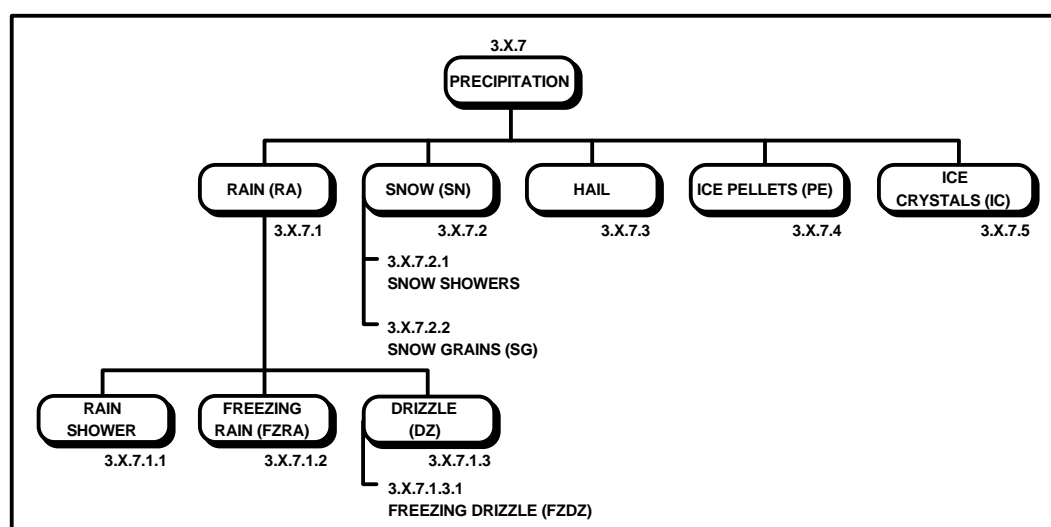 3.X.7
PRECIPITATION
RAIN (RA)
3.X.7.1
SNOW (SN)
3.X.7.2
HAIL
3.X.7.3
ICE PELLETS (PE)
3.X.7.4
ICE
CRYSTALS (IC)
3.X.7.5
3.X.7.2.1
SNOW SHOWERS
3.X.7.2.2
SNOW GRAINS (SG)
RAIN
SHOWER
3.X.7.1.1
FREEZING
RAIN (FZRA)
3.X.7.1.2
DRIZZLE
(DZ)
3.X.7.1.3
3.X.7.1.3.1
FREEZING DRIZZLE (FZDZ)